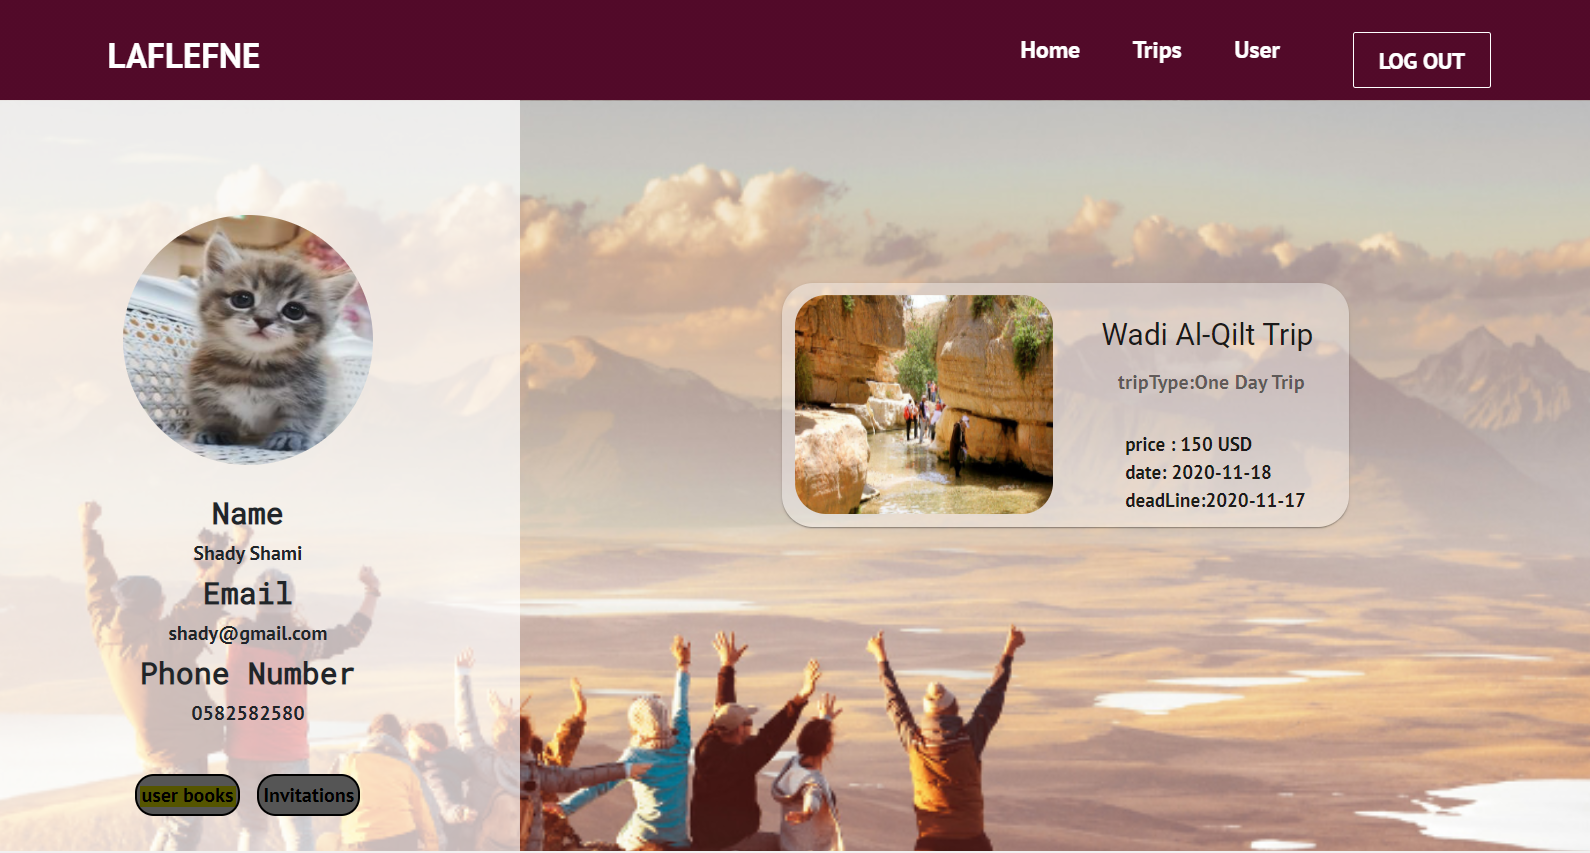 LAFLEFNE
Home
Trips
User
LOG OUT
Name
Shady Shami
Email
shady@gmail.com
Phone Number
0582582580
user books
Invitations
Wadi Al-Qilt Trip
tripType:One Day Trip
price : 150 USD
date: 2020-11-18
deadLine:2020-11-17